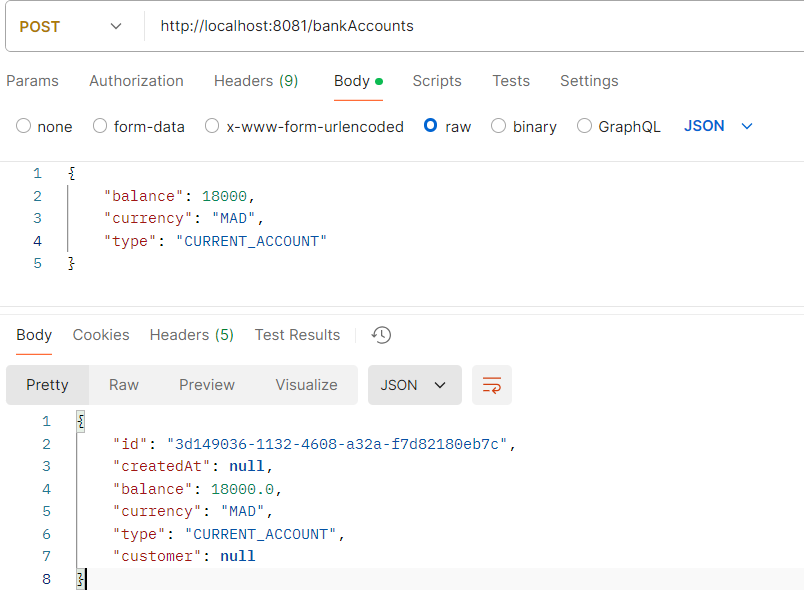 POST http://localhost:8081/bankAccounts
Params Authorization Headers (9) Body Scripts Tests Settings
none form-data x-www-form-urlencoded raw binary GraphQL JSON
1 {
2 "balance": 18000,
3 "currency": "MAD",
4 "type": "CURRENT_ACCOUNT"
5 }
Body Cookies Headers (5) Test Results
Pretty Raw Preview Visualize JSON
1 {
2 "id": "3d149036-1132-4608-a32a-f7d82180eb7c",
3 "createdAt": null,
4 "balance": 18000.0,
5 "currency": "MAD",
6 "type": "CURRENT_ACCOUNT",
7 "customer": null
8 }